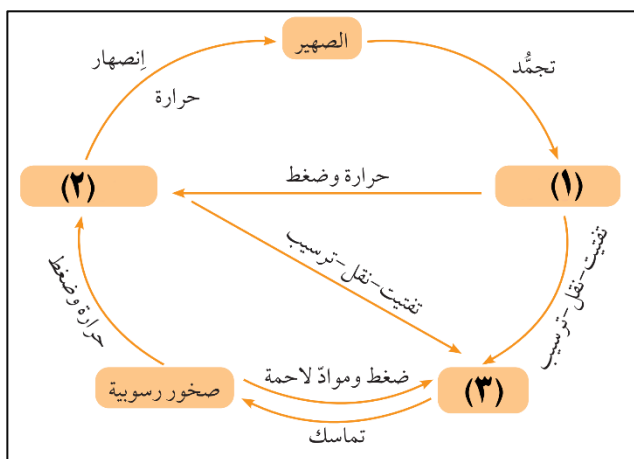 الصهير
تجمُّد
إنصهار
حرارة
(١)
(٢)
حرارة وضغط
تفتيت-نقل-ترسيب
تفتيت-نقل-ترسيب
حرارة وضغط
(٣)
ضغط وموادّ لاحمة
صخور رسوبية
تماسك